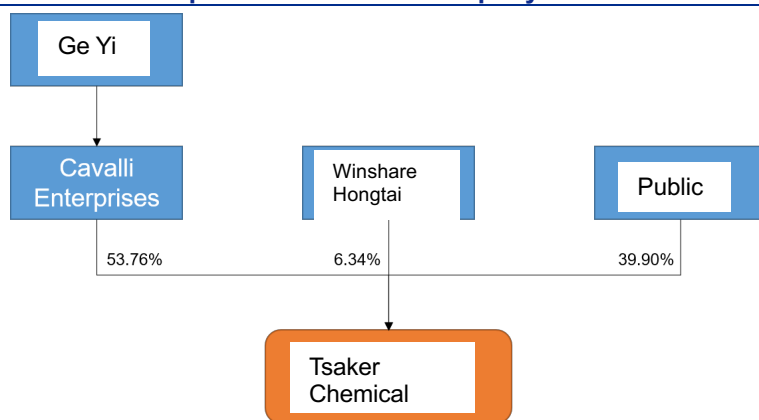 Ge Yi
Cavalli
Enterprises
Winshare
Hongtai
Public
53.76%
6.34%
39.90%
Tsaker
Chemical